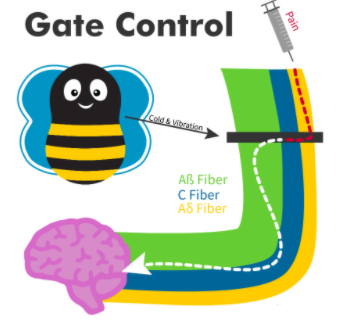 Gate Control
Pain
Cold & Vibration
Aß Fiber
C Fiber
Aδ Fiber